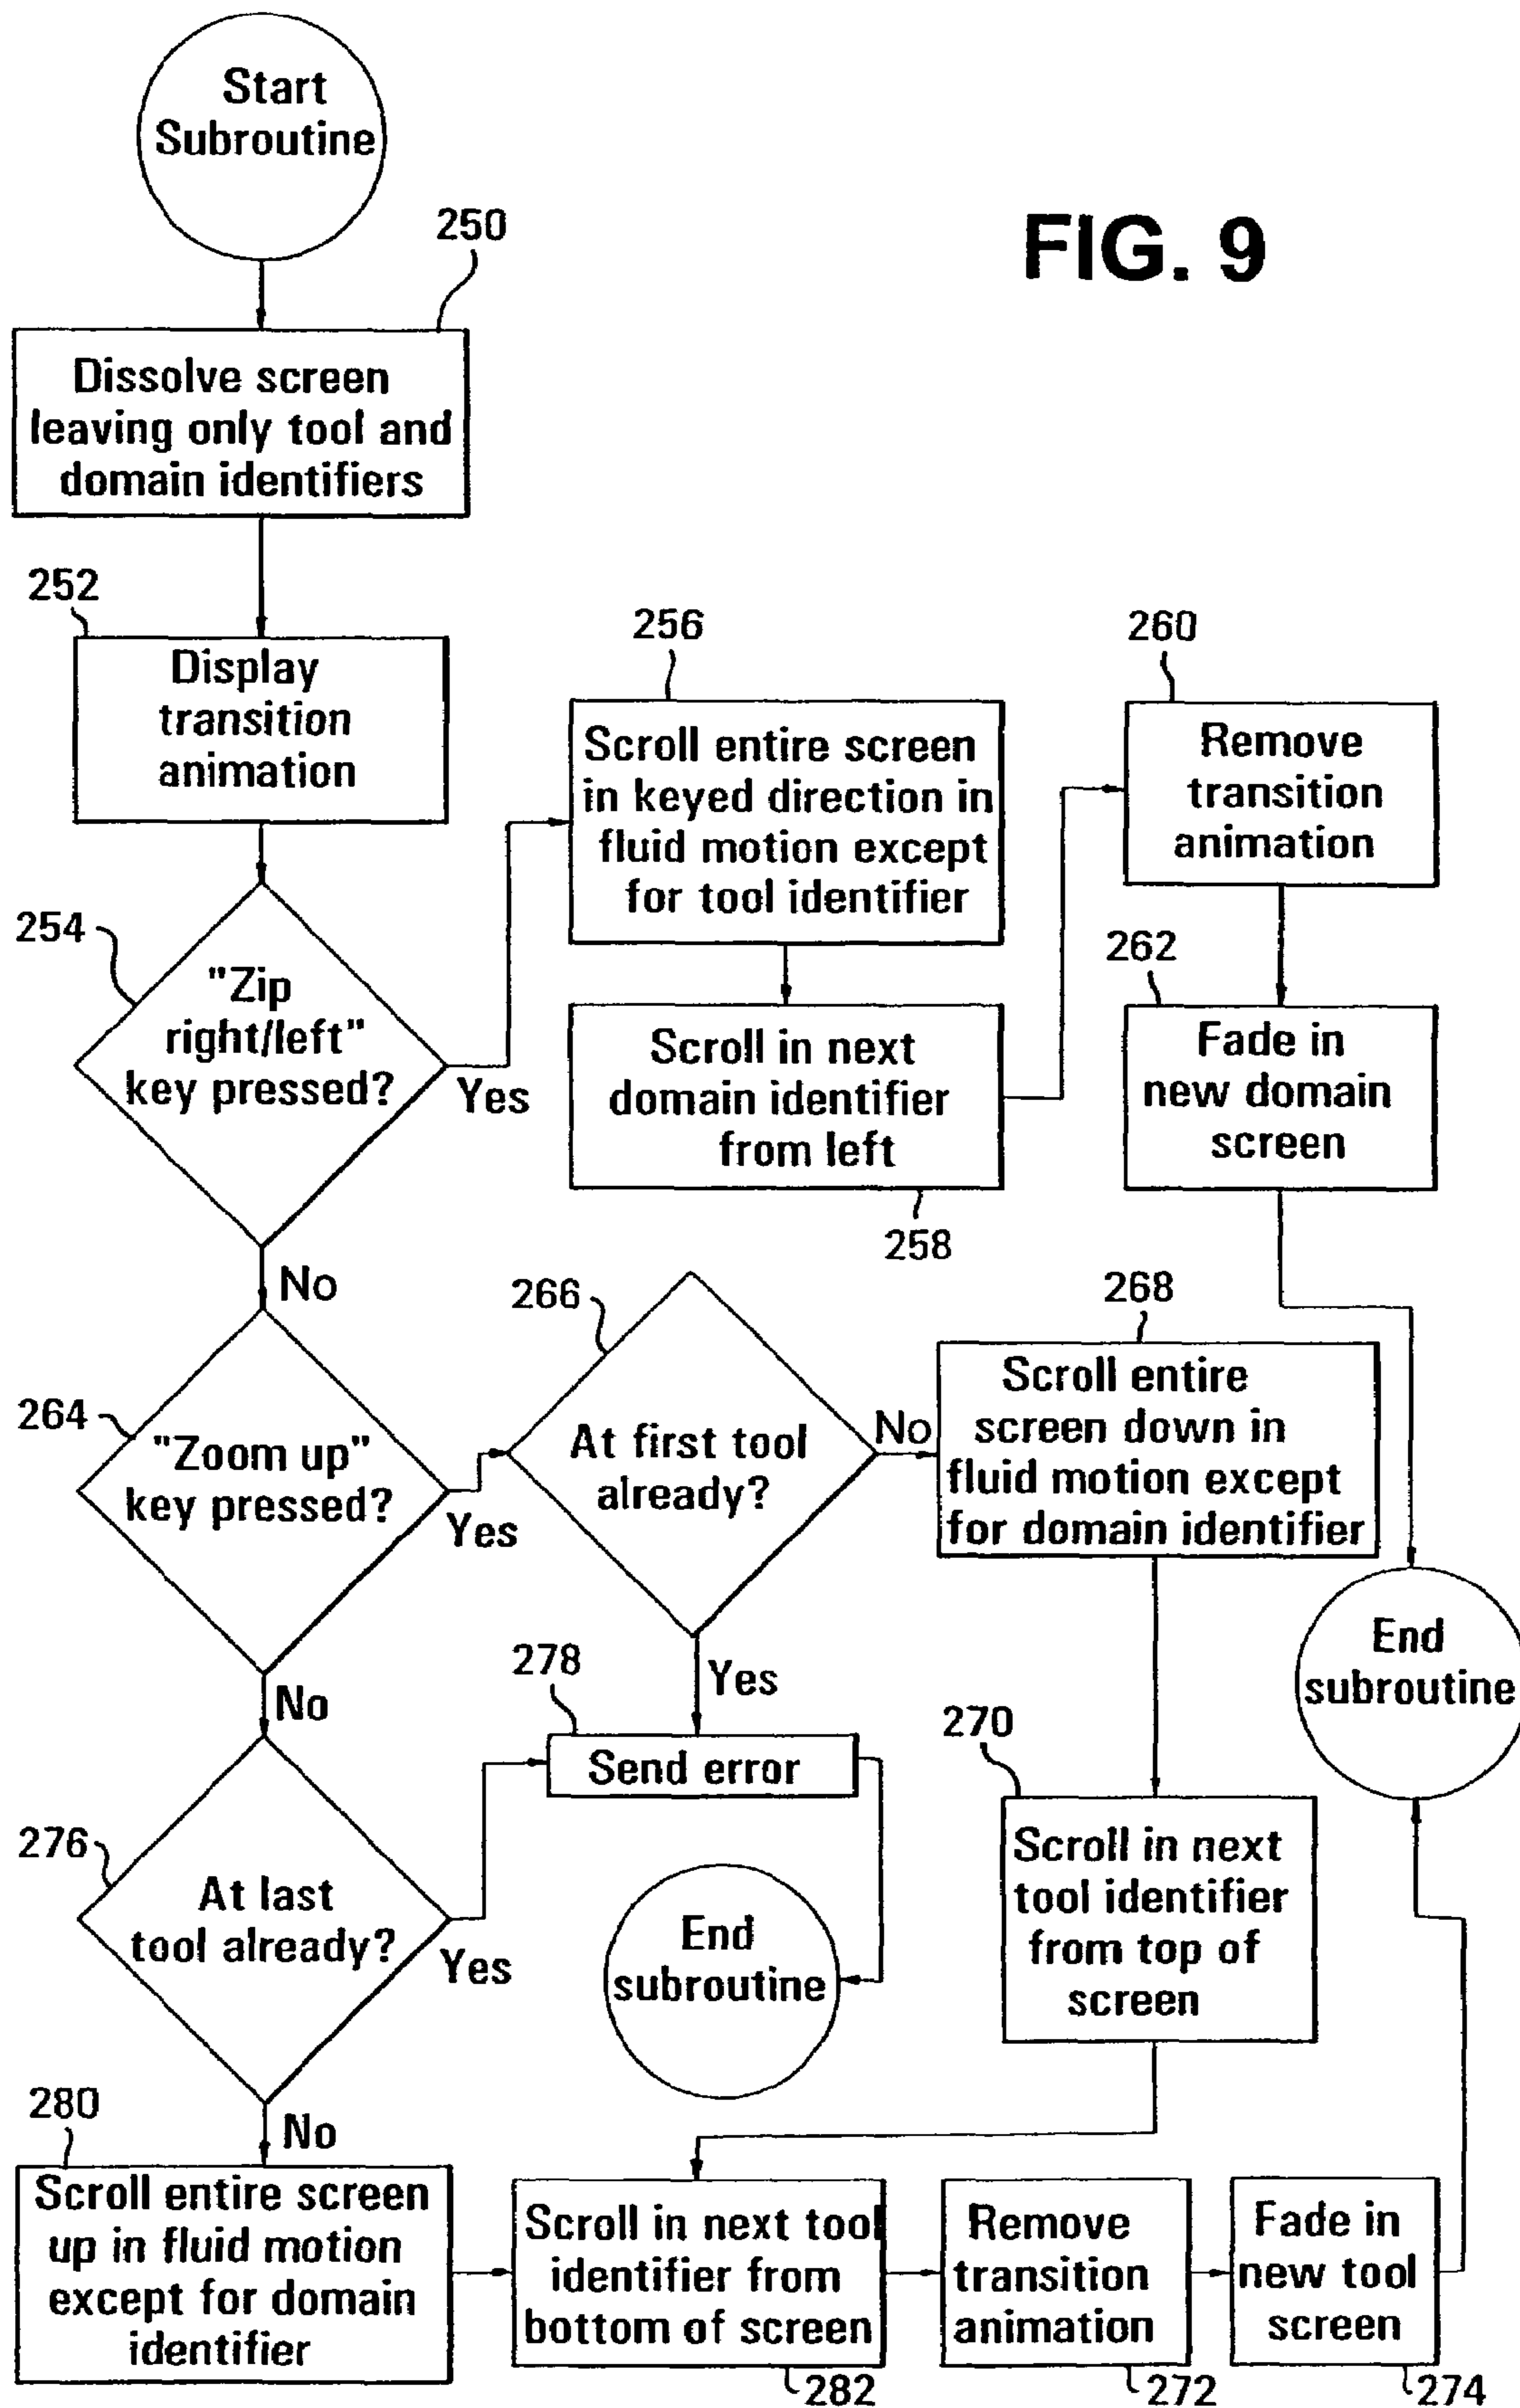 Start
Subroutine
FIG. 9
250
Dissolve screen
leaving only tool and
domain identifiers
252
Display
transition
animation
256
Scroll entire screen
in keyed direction in
fluid motion except
for tool identifier
260
Remove
transition
animation
254
"Zip
right/left"
key pressed?
Yes
No
Scroll in next
domain identifier
from left
258
262
Fade in
new domain
screen
264
"Zoom up"
key pressed?
Yes
No
266
At first tool
already?
No
Yes
268
Scroll entire
screen down in
fluid motion except
for domain identifier
End
subroutine
278
Send error
270
Scroll in next
tool identifier
from top of
screen
276
At last
tool already?
Yes
No
End
subroutine
280
Scroll entire screen
up in fluid motion
except for domain
identifier
Scroll in next tool
identifier from
bottom of screen
282
Remove
transition
animation
272
Fade in
new tool
screen
274